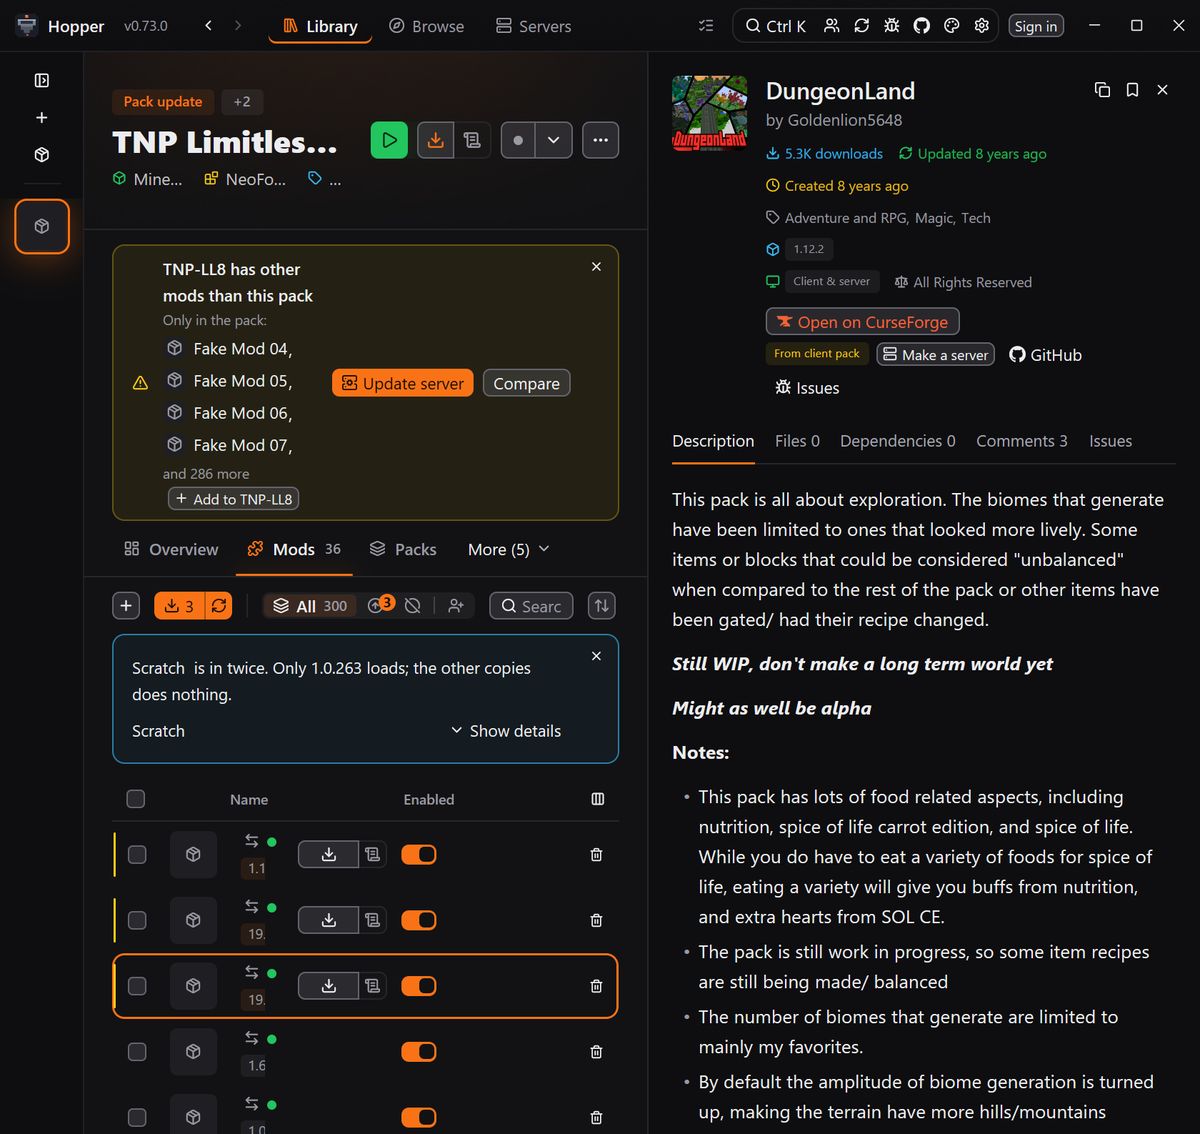 Hopper v0.73.0 Library Browse Servers Ctrl K Sign in
Pack update +2
TNP Limitles...
Mine... NeoFo... ...
TNP-LL8 has other
mods than this pack
Only in the pack:
Fake Mod 04,
Fake Mod 05,
Fake Mod 06,
Fake Mod 07,
and 286 more
+ Add to TNP-LL8
Update server Compare
Overview Mods 36 Packs More (5)
3 All 300 3 Searc
Scratch is in twice. Only 1.0.263 loads; the other copies
does nothing.
Scratch Show details
Name Enabled
1.1
19.
19.
1.6
1.0
DungeonLand
DungeonLand
by Goldenlion5648
5.3K downloads Updated 8 years ago
Created 8 years ago
Adventure and RPG, Magic, Tech
1.12.2
Client & server All Rights Reserved
Open on CurseForge
From client pack Make a server GitHub
Issues
Description Files 0 Dependencies 0 Comments 3 Issues
This pack is all about exploration. The biomes that generate
have been limited to ones that looked more lively. Some
items or blocks that could be considered "unbalanced"
when compared to the rest of the pack or other items have
been gated/ had their recipe changed.
Still WIP, don't make a long term world yet
Might as well be alpha
Notes:
• This pack has lots of food related aspects, including
nutrition, spice of life carrot edition, and spice of life.
While you do have to eat a variety of foods for spice of
life, eating a variety will give you buffs from nutrition,
and extra hearts from SOL CE.
• The pack is still work in progress, so some item recipes
are still being made/ balanced
• The number of biomes that generate are limited to
mainly my favorites.
• By default the amplitude of biome generation is turned
up, making the terrain have more hills/mountains